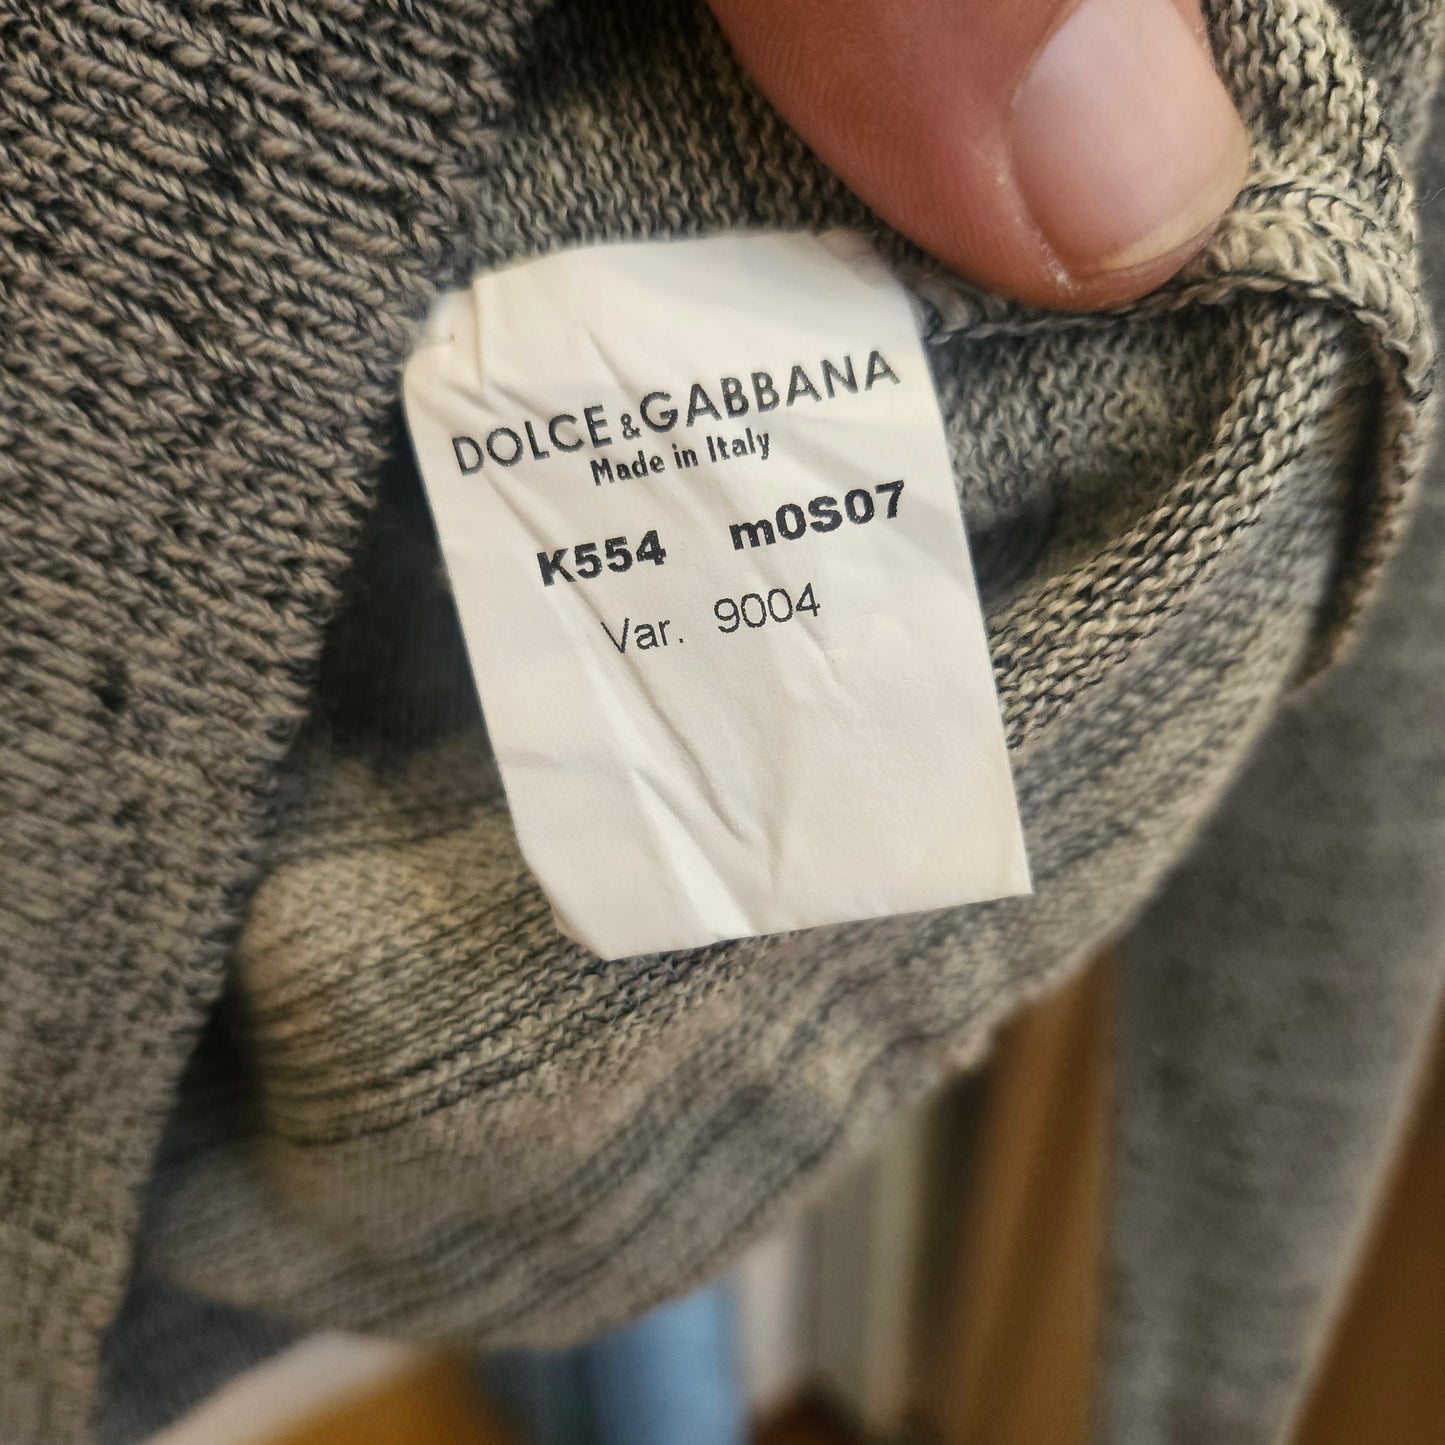 DOLCE & GABBANA
Made in Italy
K554 m0S07
Var. 9004